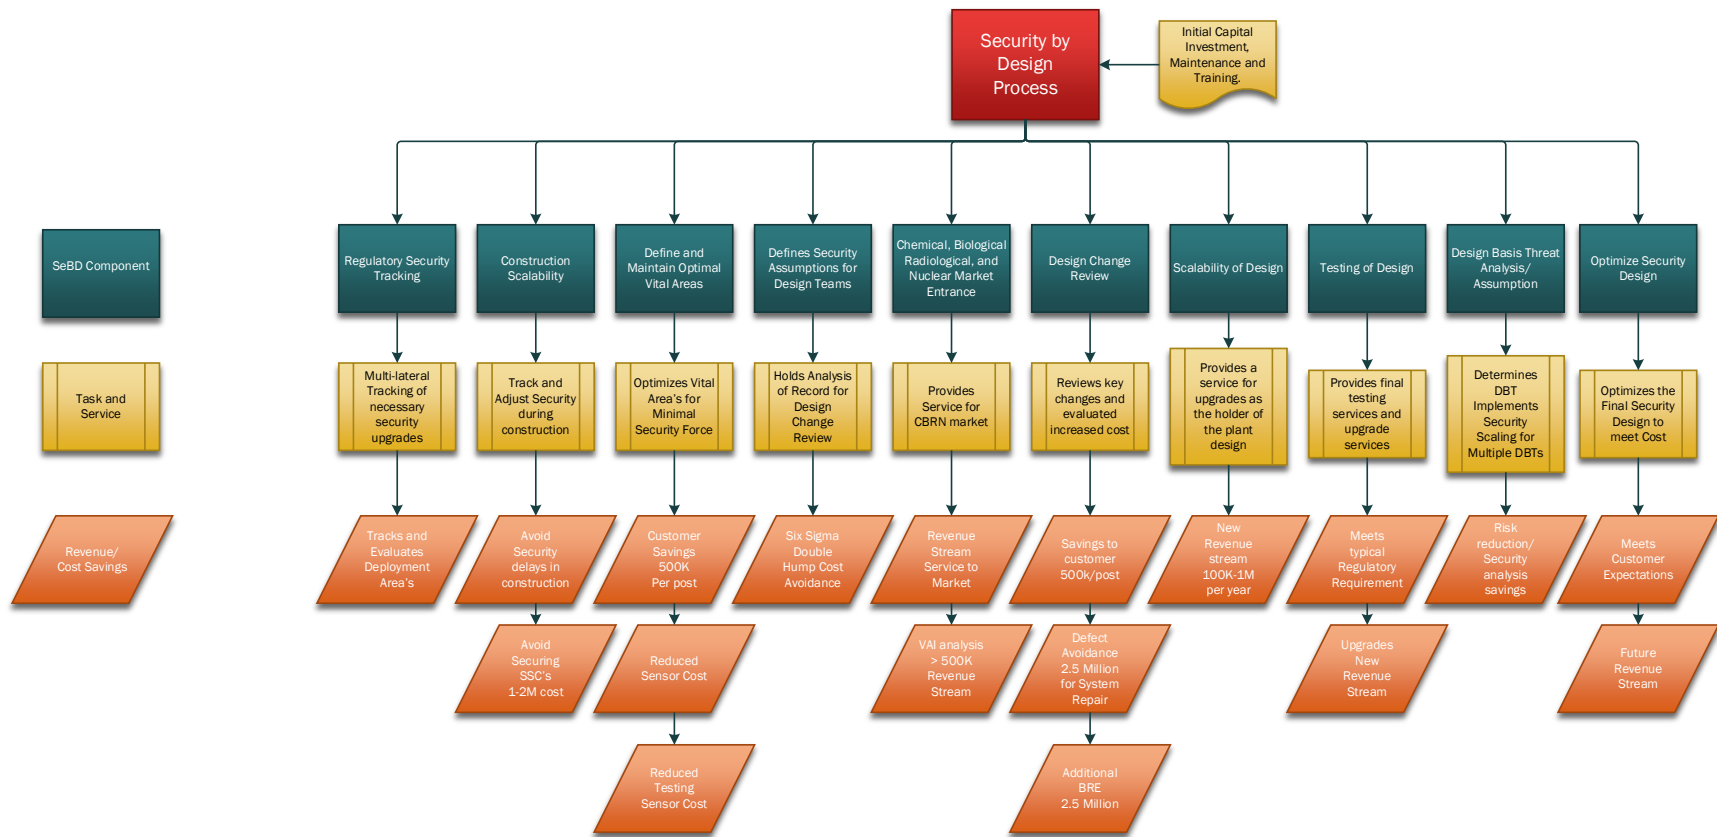 Security by
Design
Process
Initial Capital
Investment,
Maintenance and
Training.
SeBD Component
Regulatory Security
Tracking
Construction
Scalability
Define and
Maintain Optimal
Vital Areas
Defines Security
Assumptions for
Design Teams
Chemical, Biological
Radiological, and
Nuclear Market
Entrance
Design Change
Review
Scalability of Design
Testing of Design
Design Basis Threat
Analysis/
Assumption
Optimize Security
Design
Task and
Service
Multi-lateral
Tracking of
necessary
security
upgrades
Track and
Adjust Security
during
construction
Optimizes Vital
Area's for
Minimal
Security Force
Holds Analysis
of Record for
Design
Change
Review
Provides
Service for
CBRN market
Reviews key
changes and
evaluated
increased cost
Provides a
service for
upgrades as
the holder of
the plant
design
Provides final
testing
services and
upgrade
services
Determines
DBT
Implements
Security
Scaling for
Multiple DBTs
Optimizes the
Final Security
Design to
meet Cost
Revenue/
Cost Savings
Tracks and
Evaluates
Deployment
Area's
Avoid
Security
delays in
construction
Customer
Savings
500K
Per post
Six Sigma
Double
Hump Cost
Avoidance
Revenue
Stream
Service to
Market
Savings to
customer
500k/post
New
Revenue
stream
100K-1M
per year
Meets
typical
Regulatory
Requirement
Risk
reduction/
Security
analysis
savings
Meets
Customer
Expectations
Avoid
Securing
SSC's
1-2M cost
Reduced
Sensor Cost
VAI analysis
> 500K
Revenue
Stream
Defect
Avoidance
2.5 Million
for System
Repair
Upgrades
New
Revenue
Stream
Future
Revenue
Stream
Reduced
Testing
Sensor Cost
Additional
BRE
2.5 Million